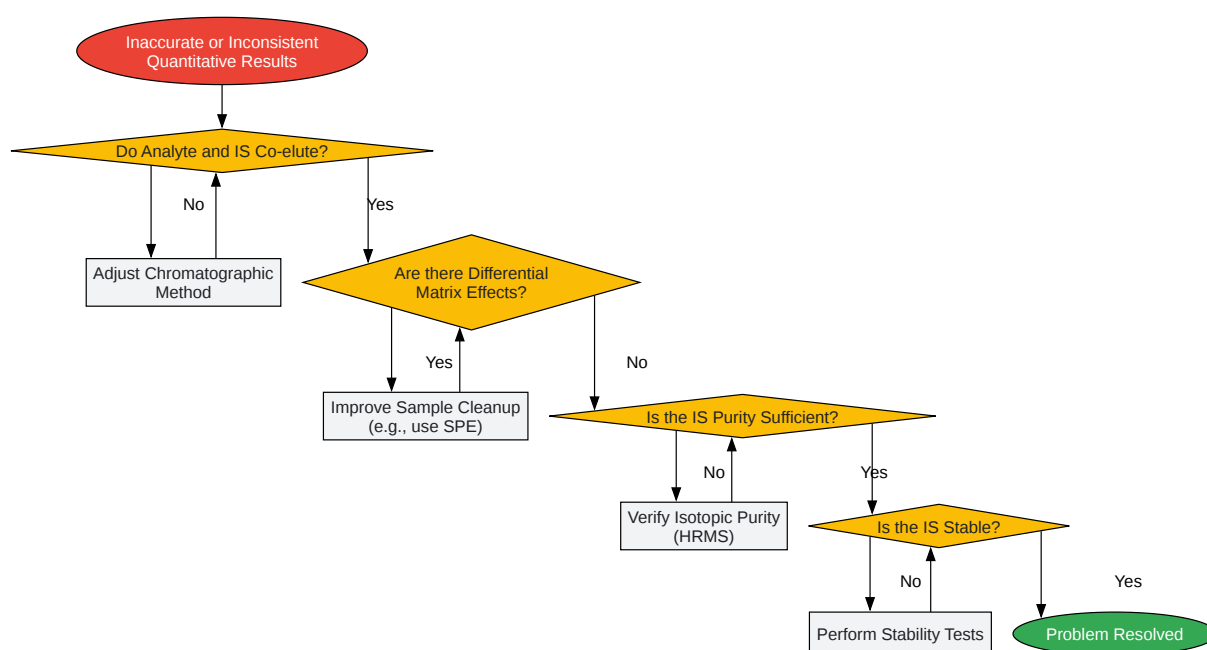 Inaccurate or Inconsistent
Quantitative Results
Do Analyte and IS Co-elute?
No
Yes
Adjust Chromatographic
Method
Are there Differential
Matrix Effects?
Yes
No
Improve Sample Cleanup
(e.g., use SPE)
Is the IS Purity Sufficient?
No
Yes
Verify Isotopic Purity
(HRMS)
Is the IS Stable?
No
Yes
Perform Stability Tests
Problem Resolved